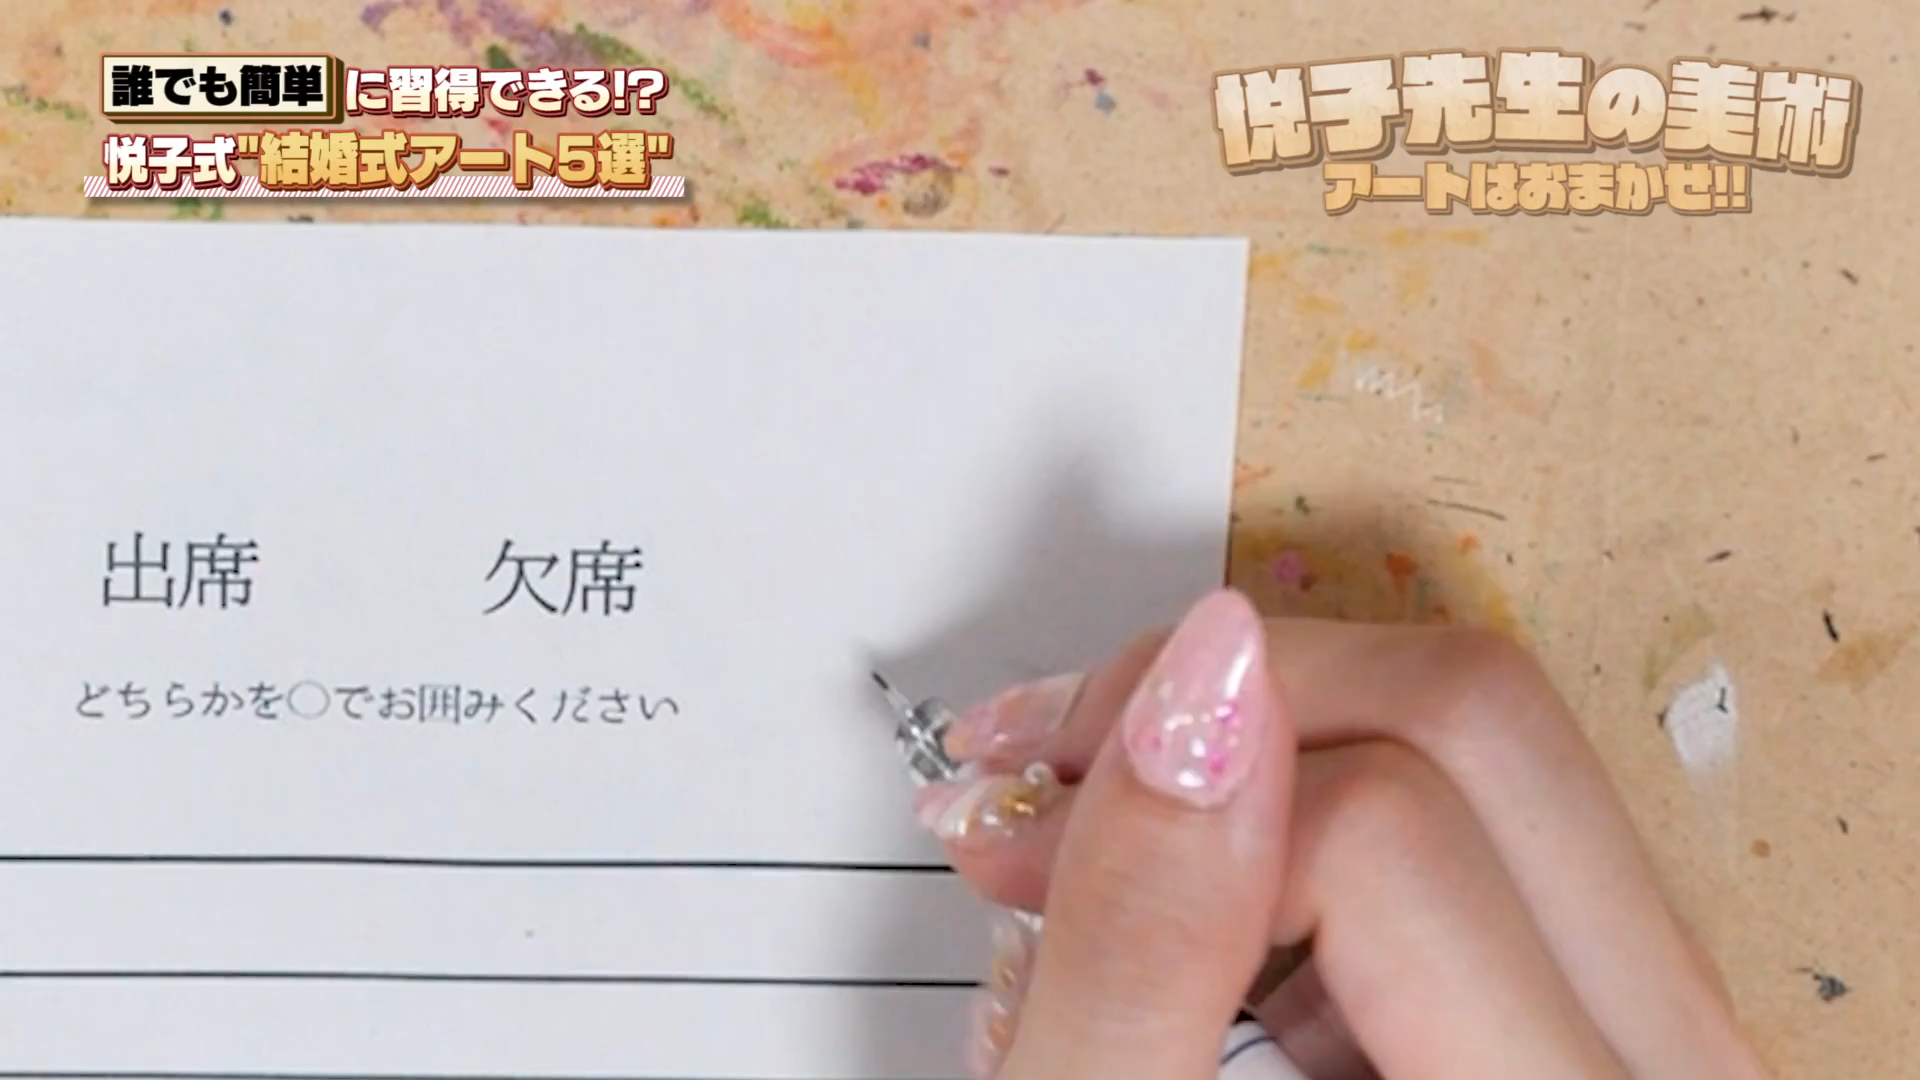 誰でも簡単に習得できる!?
悦子式"結婚式アート5選"
悦子先生の美術
アートはおまかせ!!
出席 欠席
どちらかを〇でお囲みください